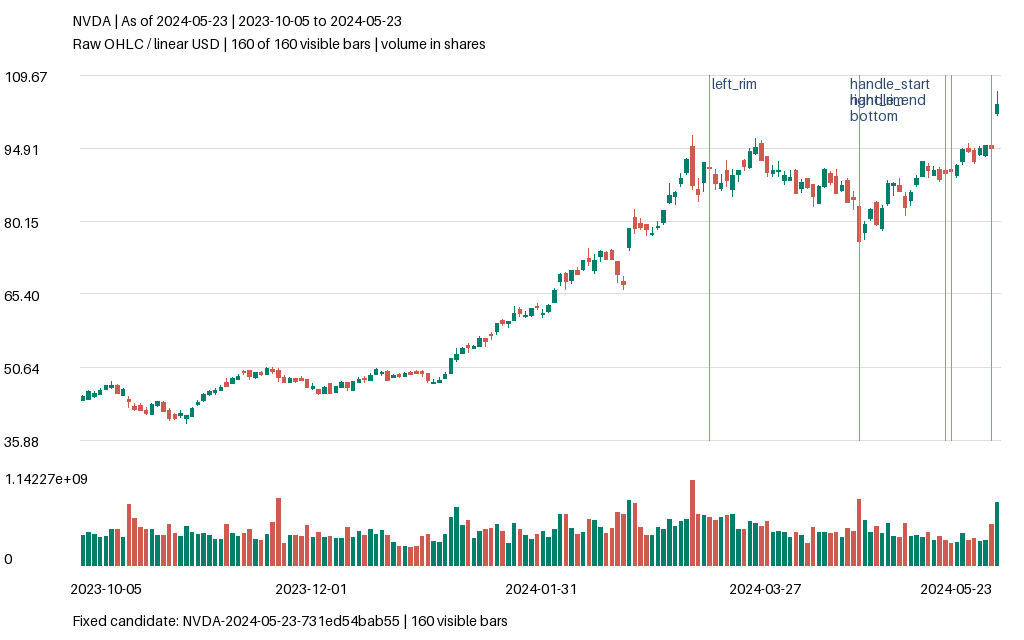 NVDA | As of 2024-05-23 | 2023-10-05 to 2024-05-23
Raw OHLC / linear USD | 160 of 160 visible bars | volume in shares
109.67
94.91
80.15
65.40
50.64
35.88
left_rim
handle_start
bottom
1.14227e+09
0
2023-10-05
2023-12-01
2024-01-31
2024-03-27
2024-05-23
Fixed candidate: NVDA-2024-05-23-731ed54bab55 | 160 visible bars